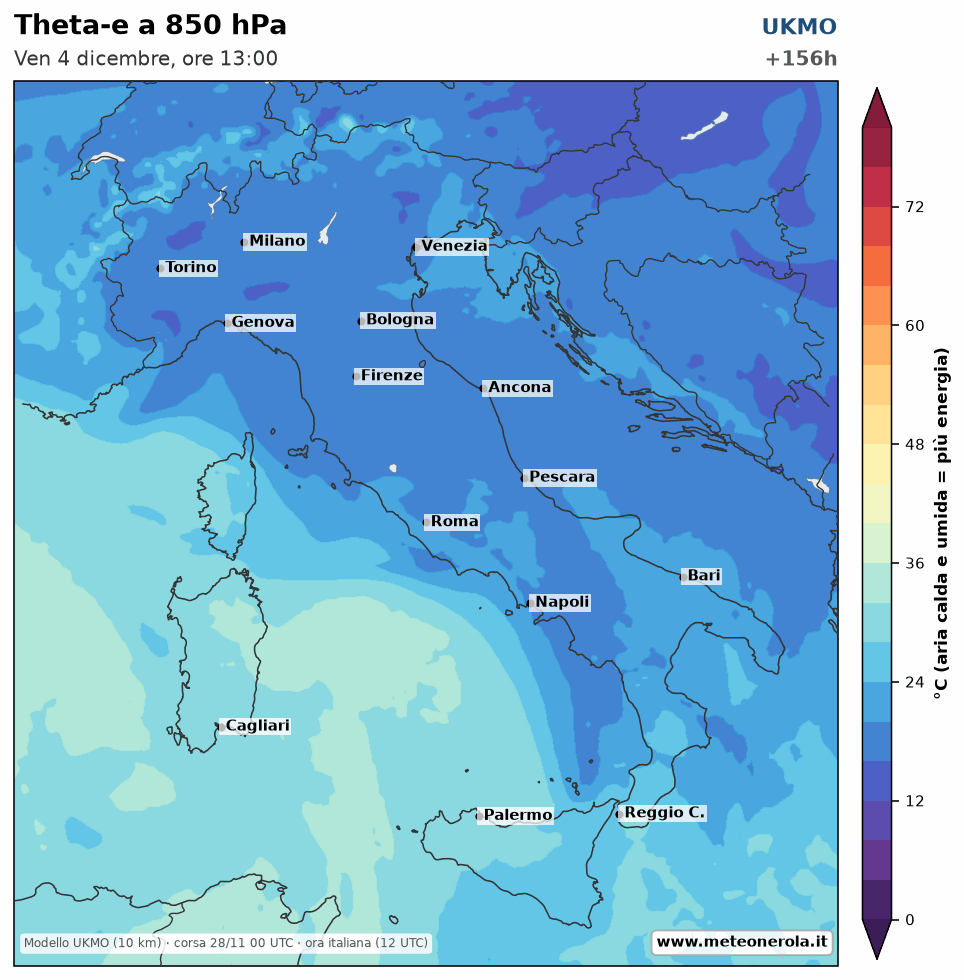 Theta-e a 850 hPa
UKMO
Ven 4 dicembre, ore 13:00
+156h
Milano
Venezia
Torino
Genova
Bologna
Firenze
Ancona
Pescara
Roma
Bari
Napoli
Cagliari
Palermo
Reggio C.
72
60
48
36
24
12
0
°C (aria calda e umida = più energia)
Modello UKMO (10 km) · corsa 28/11 00 UTC · ora italiana (12 UTC)
www.meteonerola.it